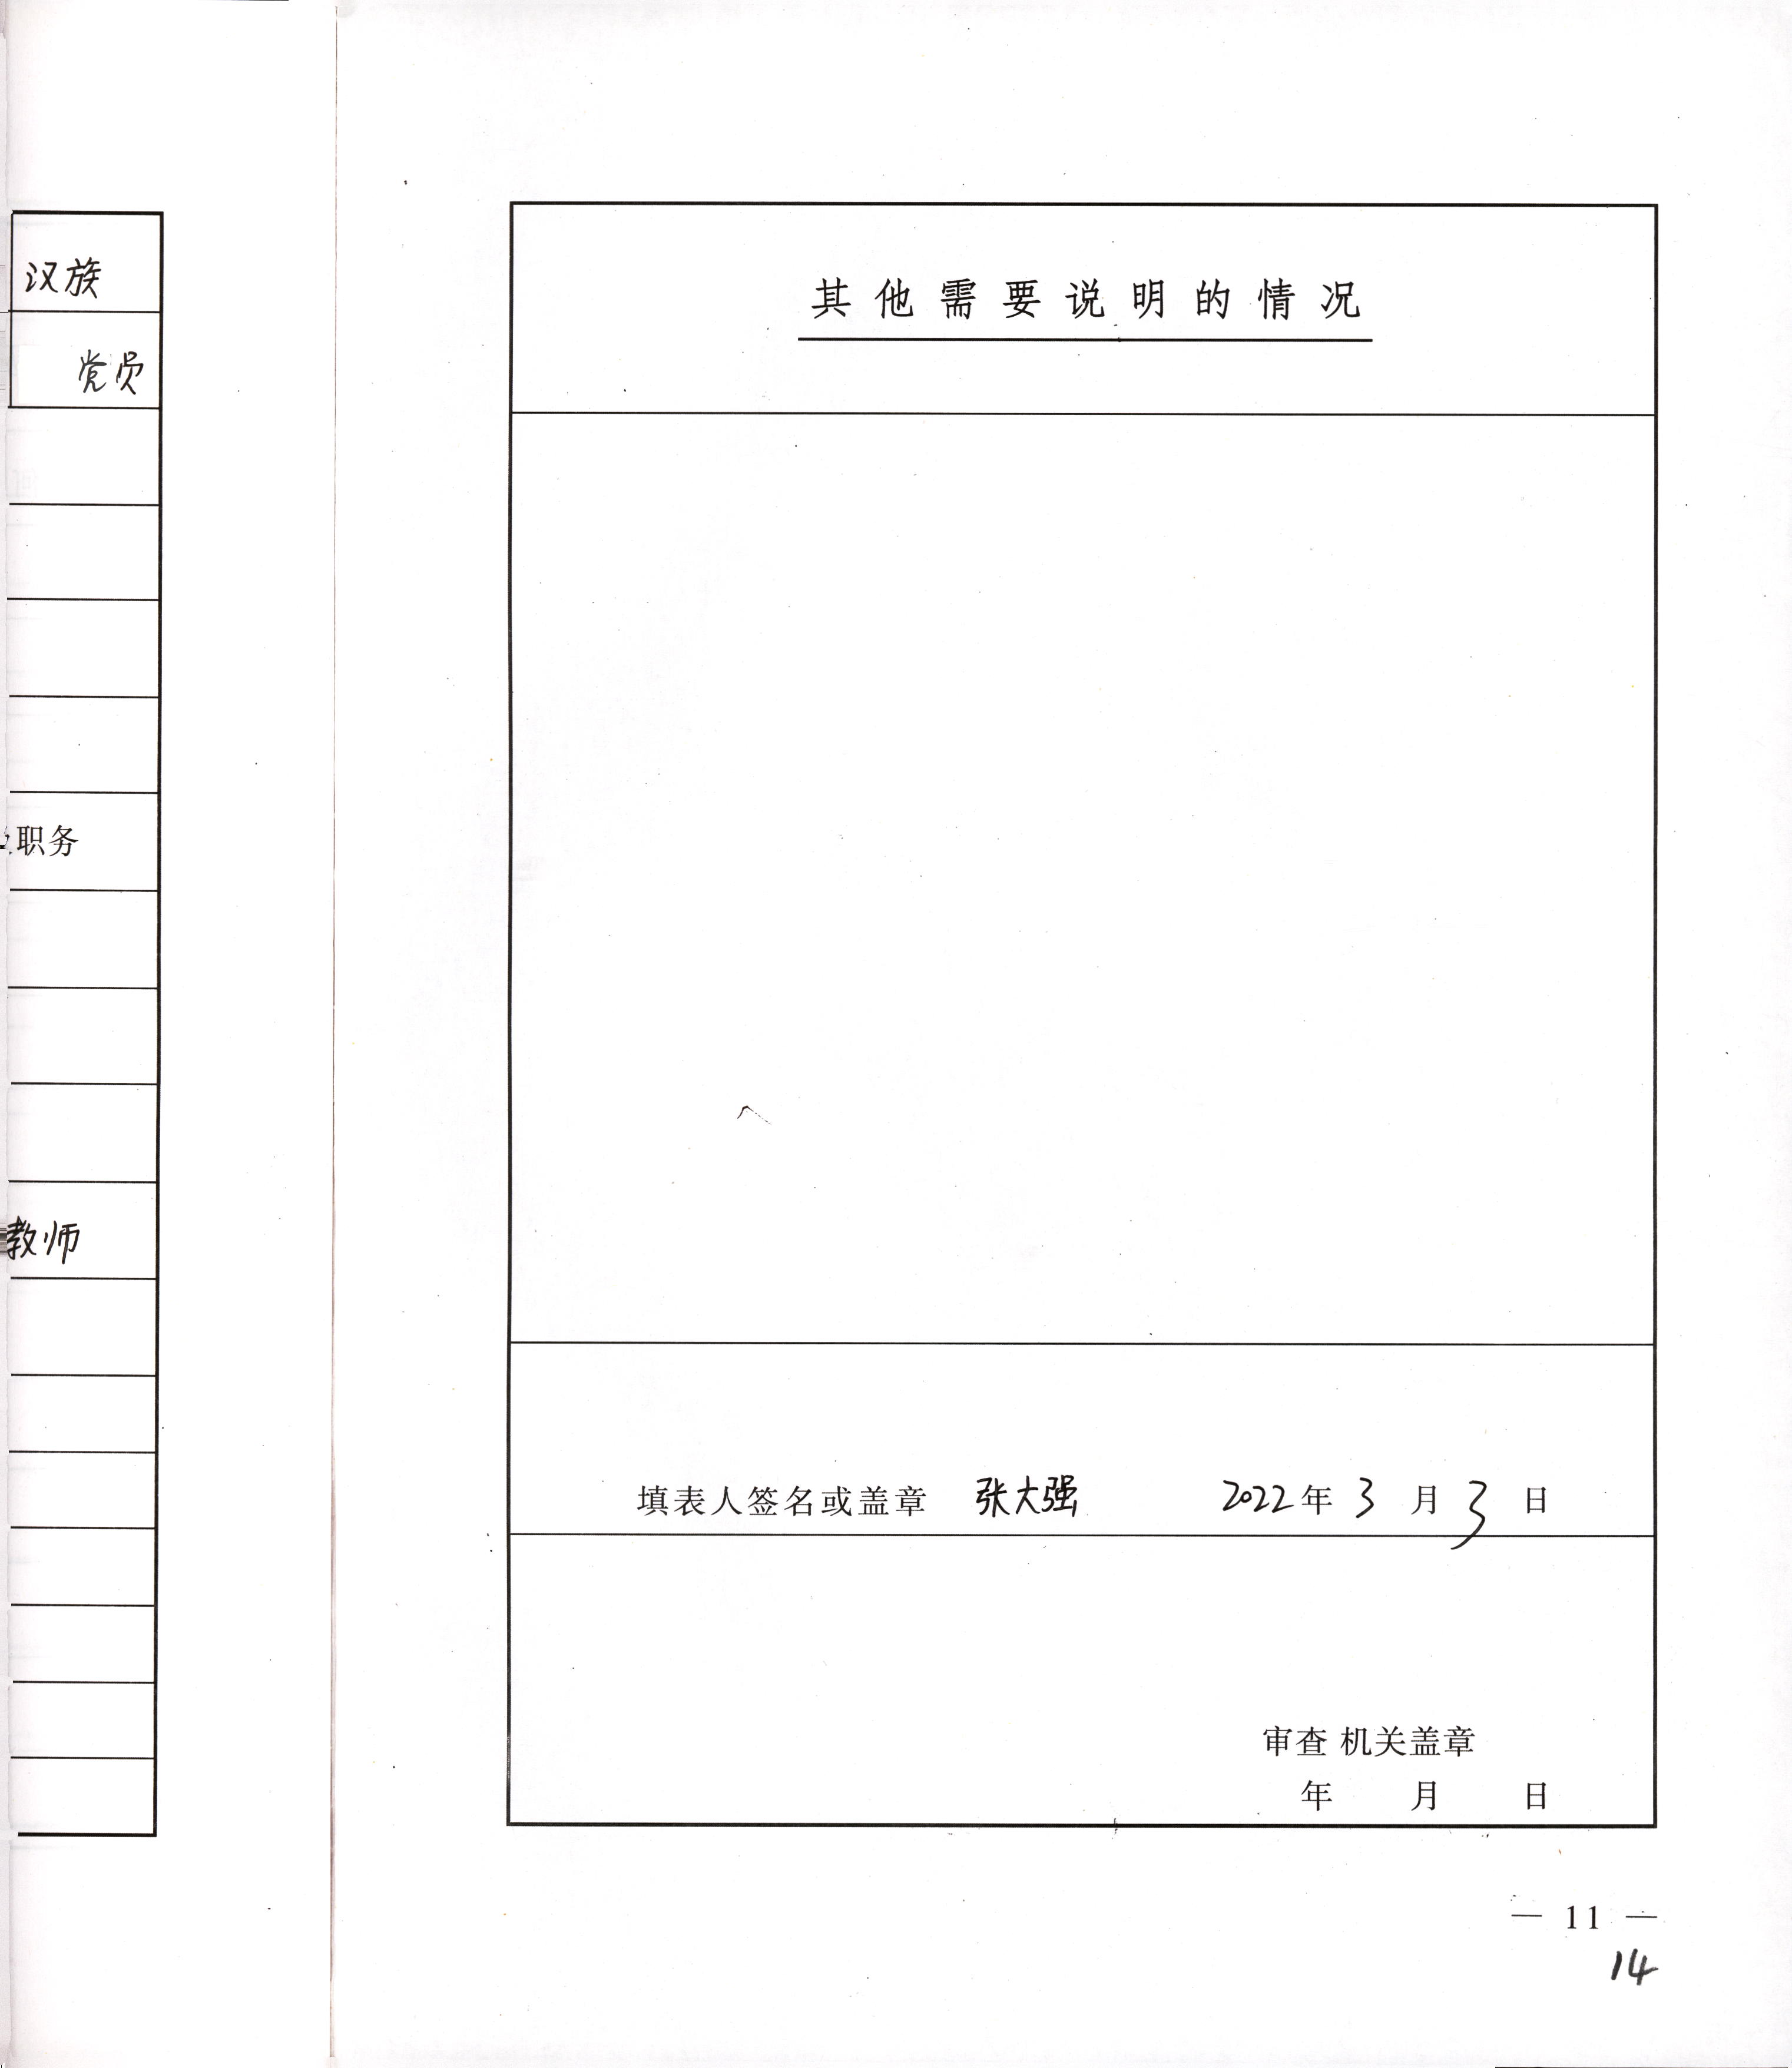 汉族
党员
职务
教师
其他需要说明的情况
填表人签名或盖章 张大强 2022年3月3日
审查 机关盖章
年 月 日
— 11 —
14